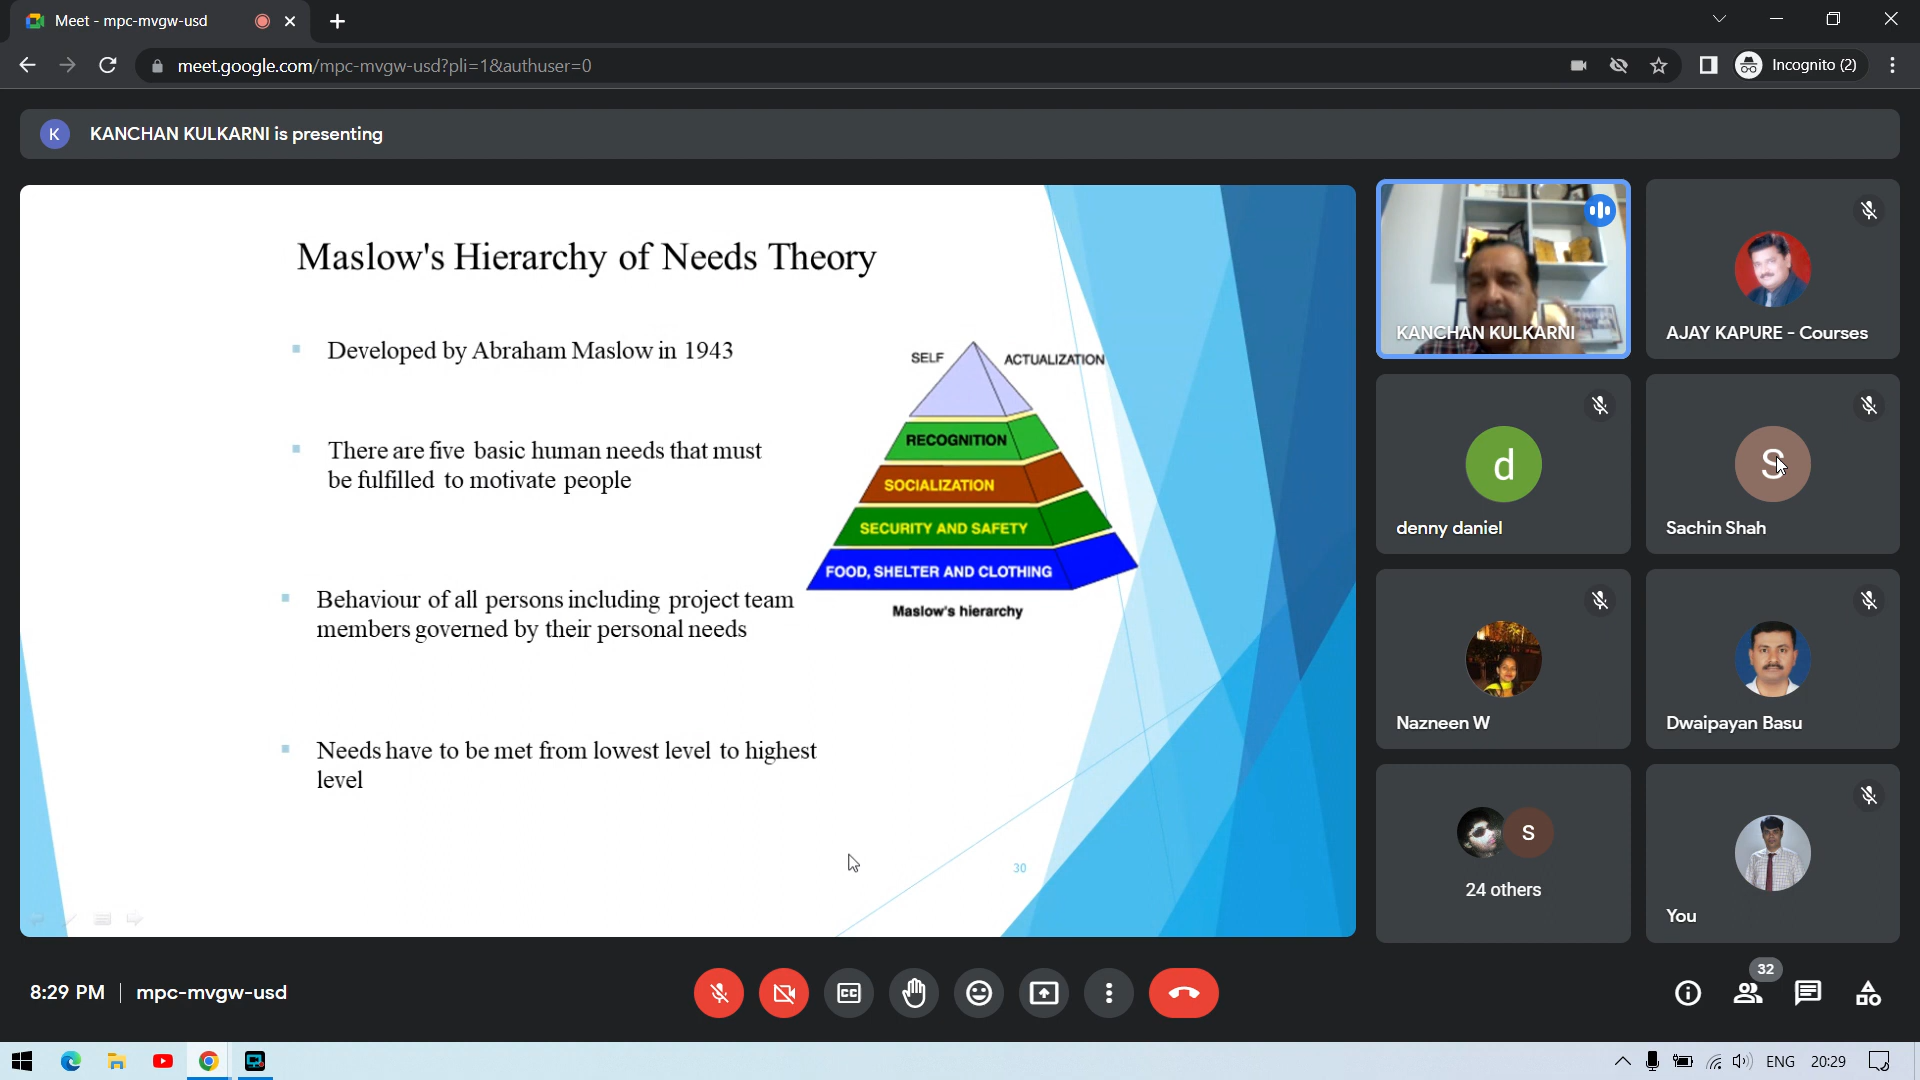 Meet - mpc-mvgw-usd
meet.google.com/mpc-mvgw-usd?pli=1&authuser=0
Incognito (2)
K
KANCHAN KULKARNI is presenting
Maslow's Hierarchy of Needs Theory
Developed by Abraham Maslow in 1943
There are five basic human needs that must
be fulfilled to motivate people
Behaviour of all persons including project team
members governed by their personal needs
Needs have to be met from lowest level to highest
level
SELF ACTUALIZATION
RECOGNITION
SOCIALIZATION
SECURITY AND SAFETY
FOOD, SHELTER AND CLOTHING
Maslow's hierarchy
30
KANCHAN KULKARNI
AJAY KAPURE - Courses
d
denny daniel
S
Sachin Shah
Nazneen W
Dwaipayan Basu
S
24 others
You
8:29 PM | mpc-mvgw-usd
CC
32
ENG
20:29